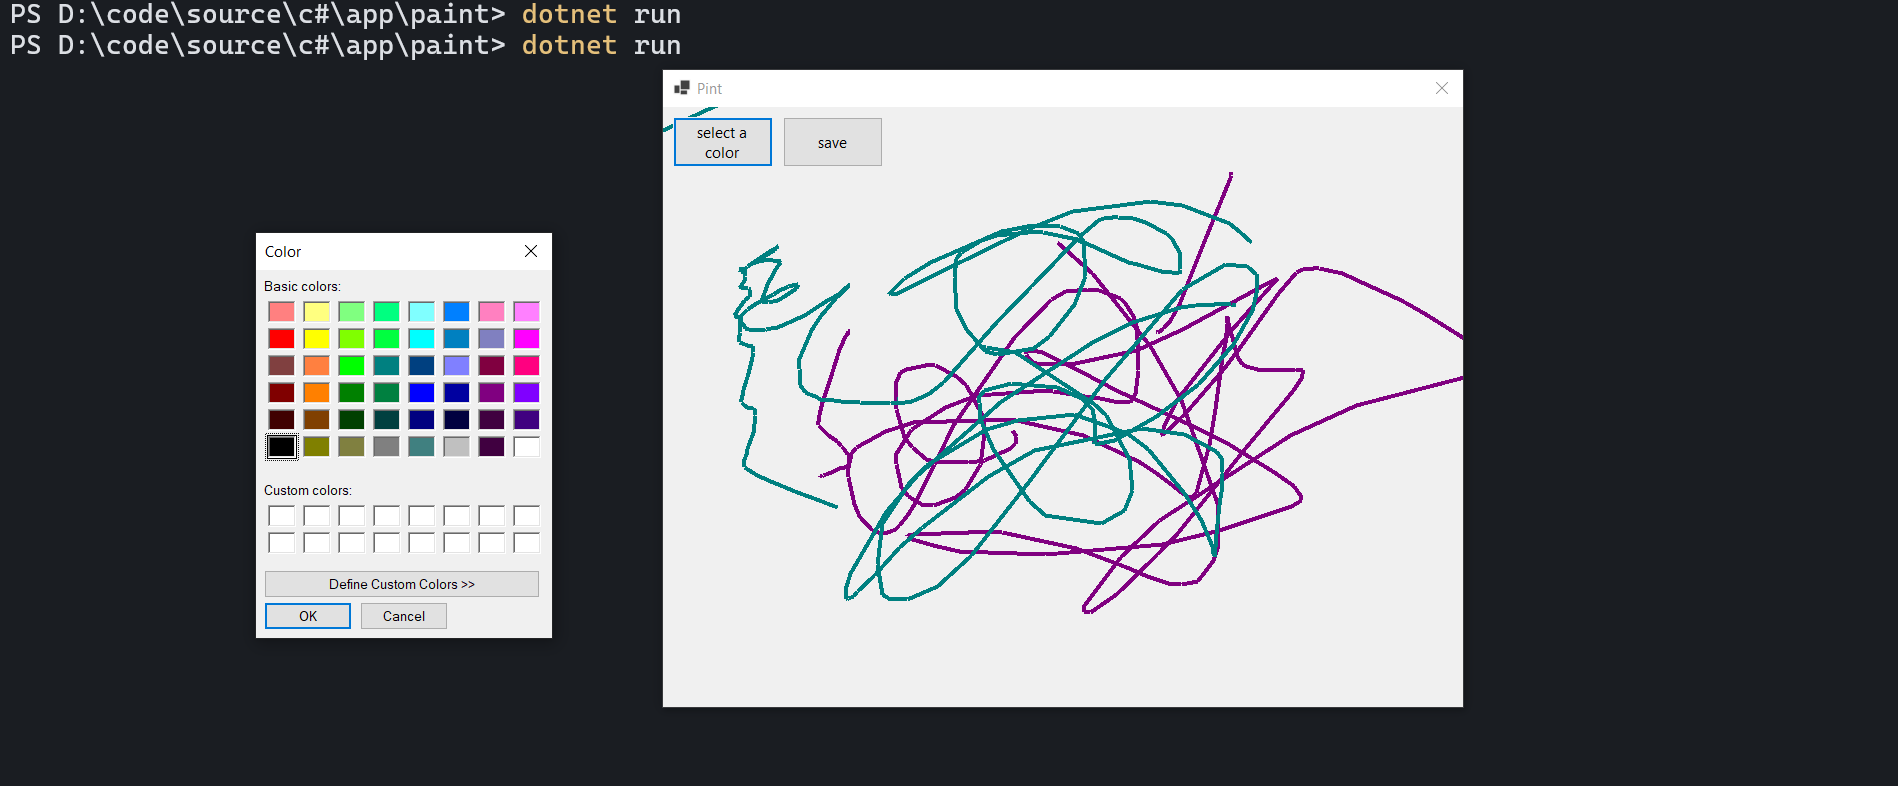 PS D:\code\source\c#\app\paint> dotnet run
PS D:\code\source\c#\app\paint> dotnet run
Pint
select a
color
save
Color
Basic colors:
Custom colors:
Define Custom Colors >>
OK
Cancel